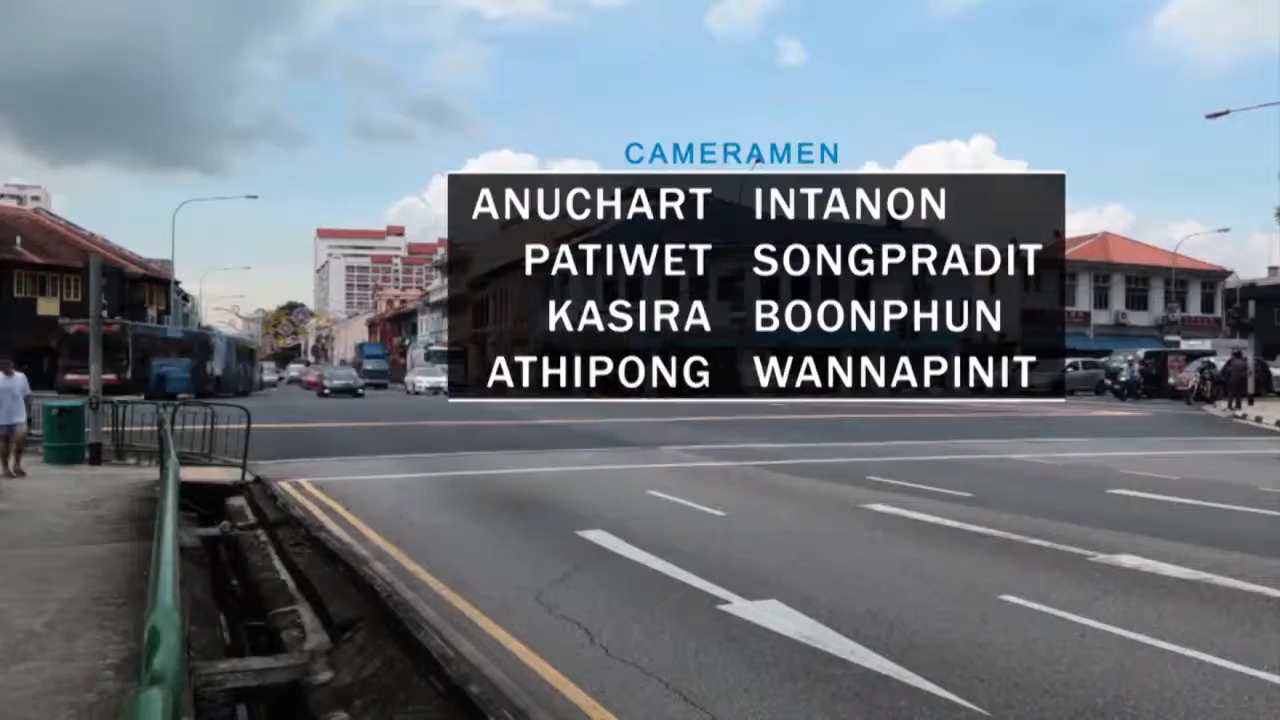 CAMERAMEN
ANUCHART INTANON
PATIWET SONGPRADIT
KASIRA BOONPHUN
ATHIPONG WANNAPINIT